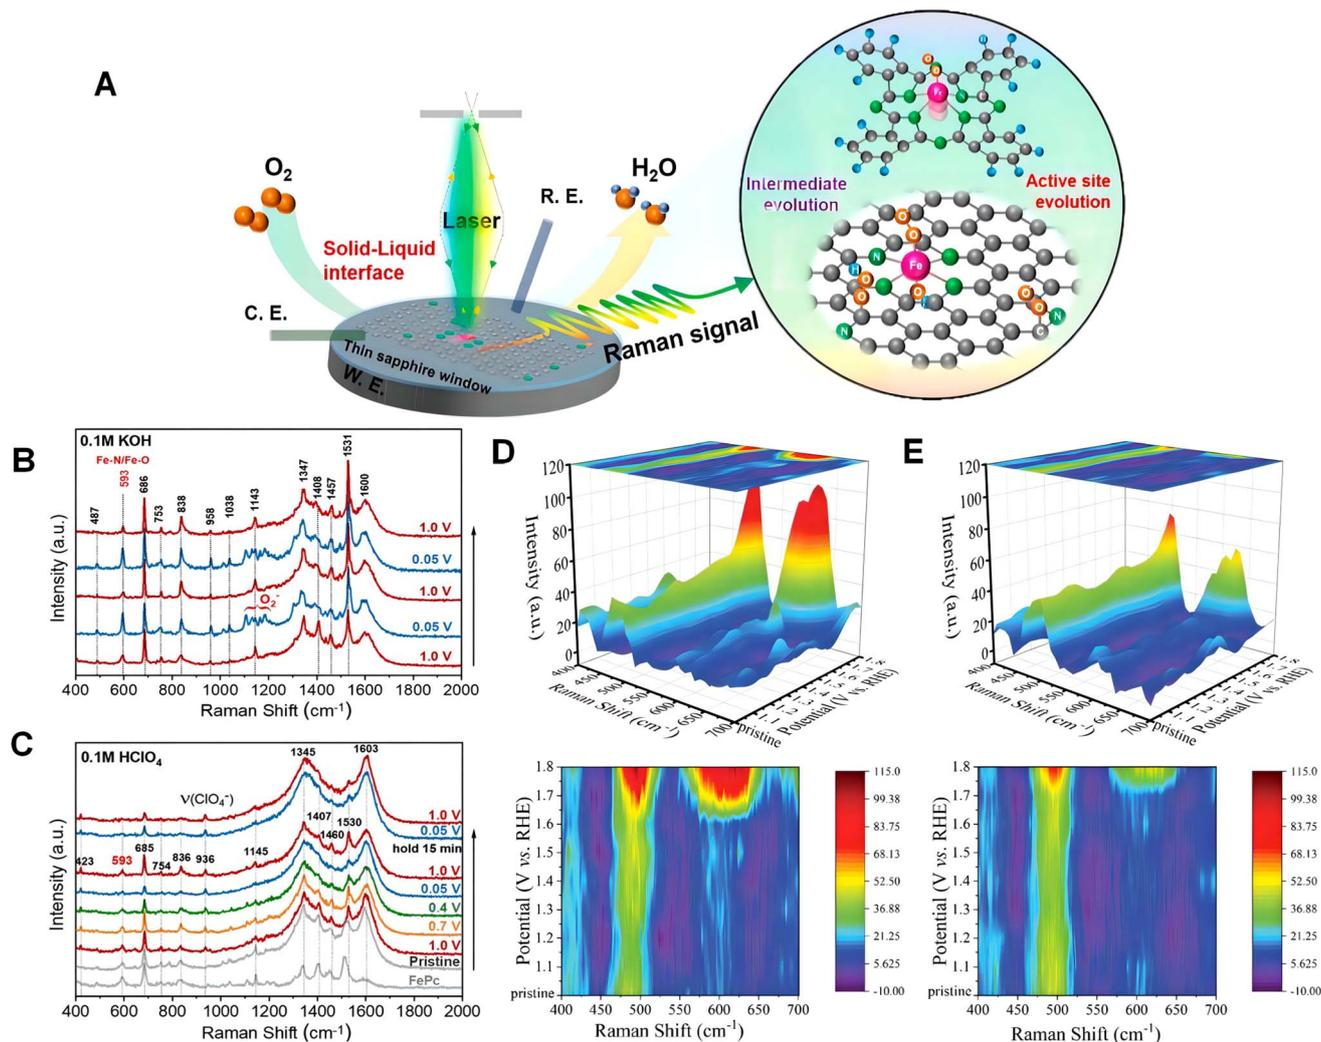 A
O₂
Laser
R. E.
H₂O
Solid-Liquid
interface
C. E.
Thin sapphire window
W. E.
Raman signal
Intermediate
evolution
Active site
evolution
Fe
N
C
O
O
H
Fe
N
O
O
O
O
O
O
O
N
N
C
B
0.1M KOH
Fe-N/Fe-O
487
593
686
753
838
958
1038
1143
1347
1408
1457
1531
1600
1.0 V
0.05 V
1.0 V
O₂⁻
0.05 V
1.0 V
Intensity (a.u.)
400 600 800 1000 1200 1400 1600 1800 2000
Raman Shift (cm⁻¹)
C
0.1M HClO₄
ν(ClO₄⁻)
1345
1603
1407
1460
1530
423
593
685
754
836
936
1145
1.0 V
0.05 V
hold 15 min
1.0 V
0.05 V
0.4 V
0.7 V
1.0 V
Pristine
FePc
Intensity (a.u.)
400 600 800 1000 1200 1400 1600 1800 2000
Raman Shift (cm⁻¹)
D
120
100
80
60
40
20
0
Intensity (a.u.)
400 450 500 550 600 650 700
Raman Shift (cm⁻¹)
pristine
Potential (V vs. RHE)
E
120
100
80
60
40
20
0
Intensity (a.u.)
400 450 500 550 600 650 700
Raman Shift (cm⁻¹)
pristine
Potential (V vs. RHE)
1.8
1.7
1.6
1.5
1.4
1.3
1.2
1.1
pristine
Potential (V vs. RHE)
400 450 500 550 600 650 700
Raman Shift (cm⁻¹)
115.0
99.38
83.75
68.13
52.50
36.88
21.25
5.625
-10.00
1.8
1.7
1.6
1.5
1.4
1.3
1.2
1.1
pristine
Potential (V vs. RHE)
400 450 500 550 600 650 700
Raman Shift (cm⁻¹)
115.0
99.38
83.75
68.13
52.50
36.88
21.25
5.625
-10.00